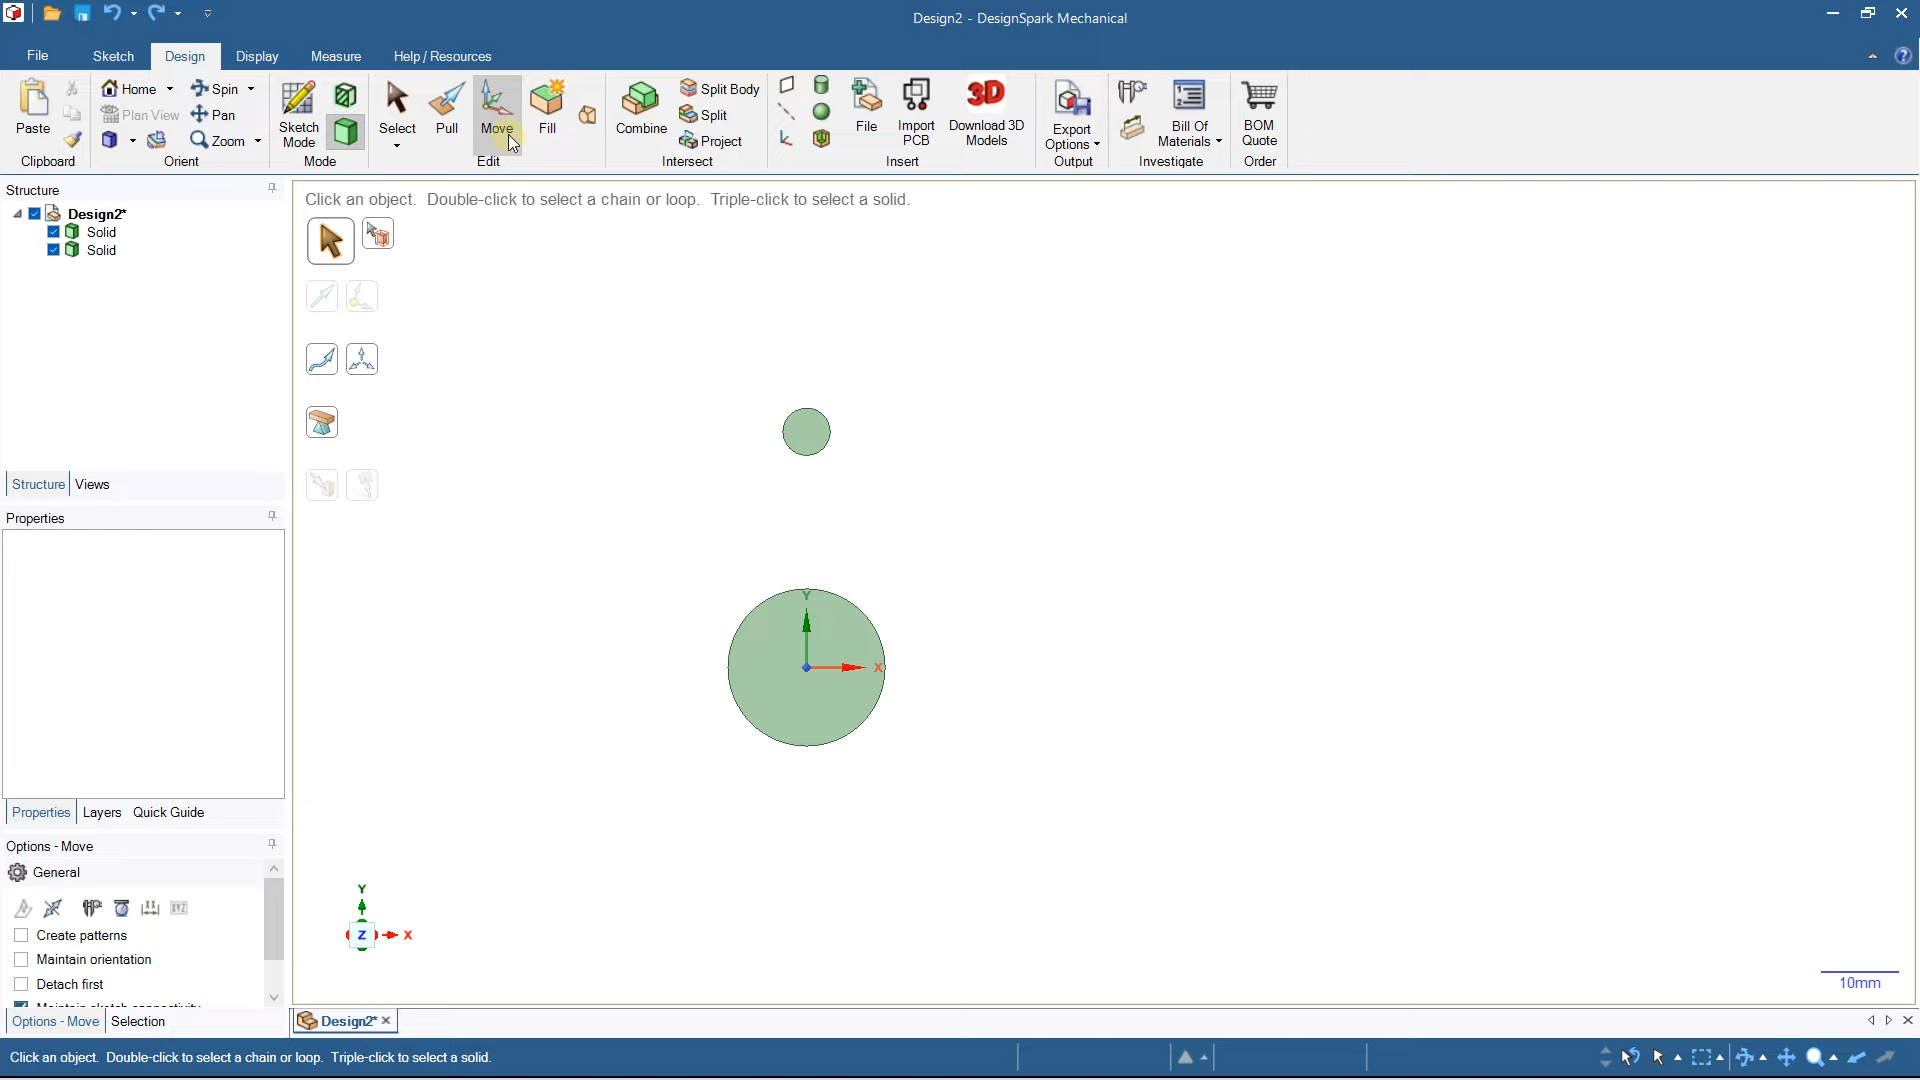 Design2 - DesignSpark Mechanical
File Sketch Design Display Measure Help / Resources
Paste
Home Spin
Plan View Pan
Zoom
Sketch Mode
Select Pull Move Fill
Combine
Split Body
Split
Project
File
Import PCB
3D
Download 3D Models
Export Options
Bill Of Materials
BOM Quote
Clipboard Orient Mode Edit Intersect Insert Output Investigate Order
Structure
Design2*
Solid
Solid
Structure Views
Properties
Properties Layers Quick Guide
Options - Move
General
Create patterns
Maintain orientation
Detach first
Maintain sketch connectivity
Options - Move Selection
Click an object. Double-click to select a chain or loop. Triple-click to select a solid.
Y
X
Y
Z X
10mm
Design2*
Click an object. Double-click to select a chain or loop. Triple-click to select a solid.